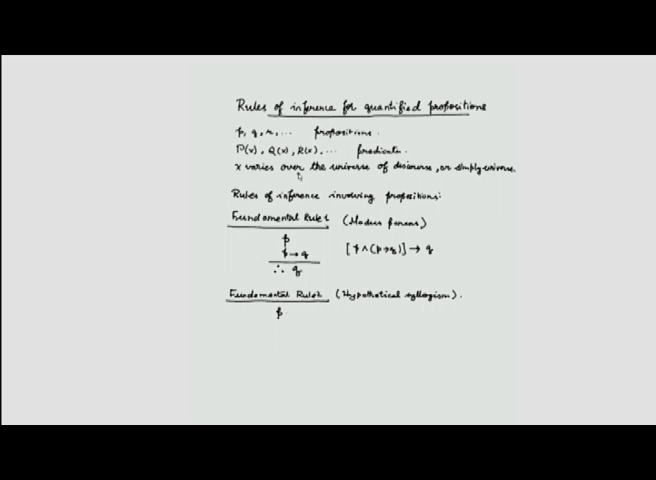 Rules of inference for quantified propositions
p, q, r, ... propositions.
P(x), Q(x), R(x), ... predicates.
x varies over the universe of discourse, or simply universe.
Rules of inference involving propositions:
Fundamental Rule 1 (Modus ponens)
p
p → q
∴ q
[p ∧ (p → q)] → q
Fundamental Rule 2 (Hypothetical syllogism).
p